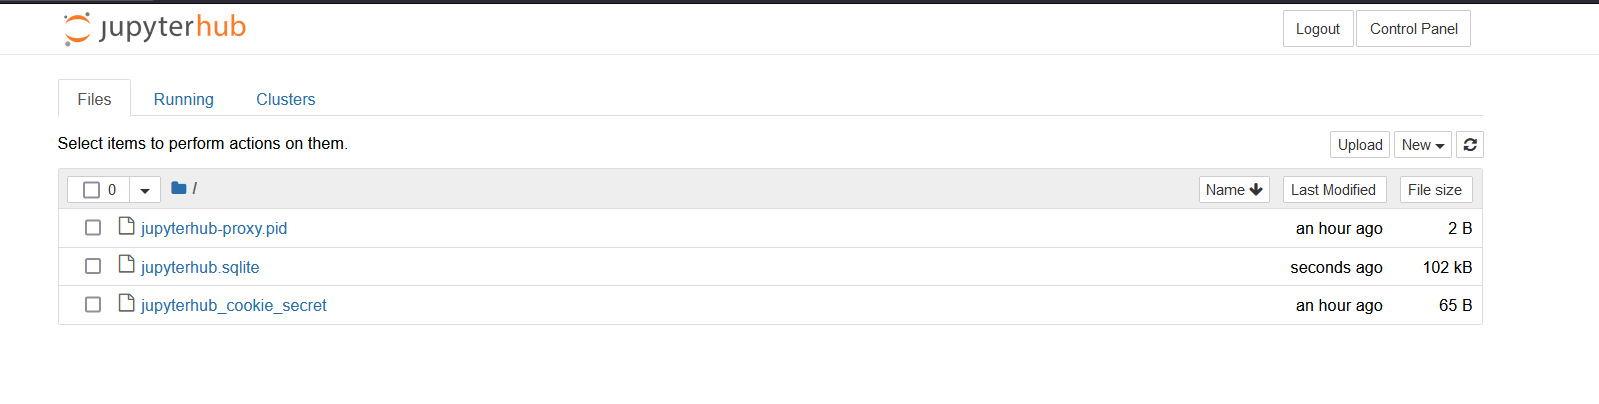 jupyterhub
Logout Control Panel
Files Running Clusters
Select items to perform actions on them.
Upload New
0 / Name Last Modified File size
jupyterhub-proxy.pid an hour ago 2 B
jupyterhub.sqlite seconds ago 102 kB
jupyterhub_cookie_secret an hour ago 65 B